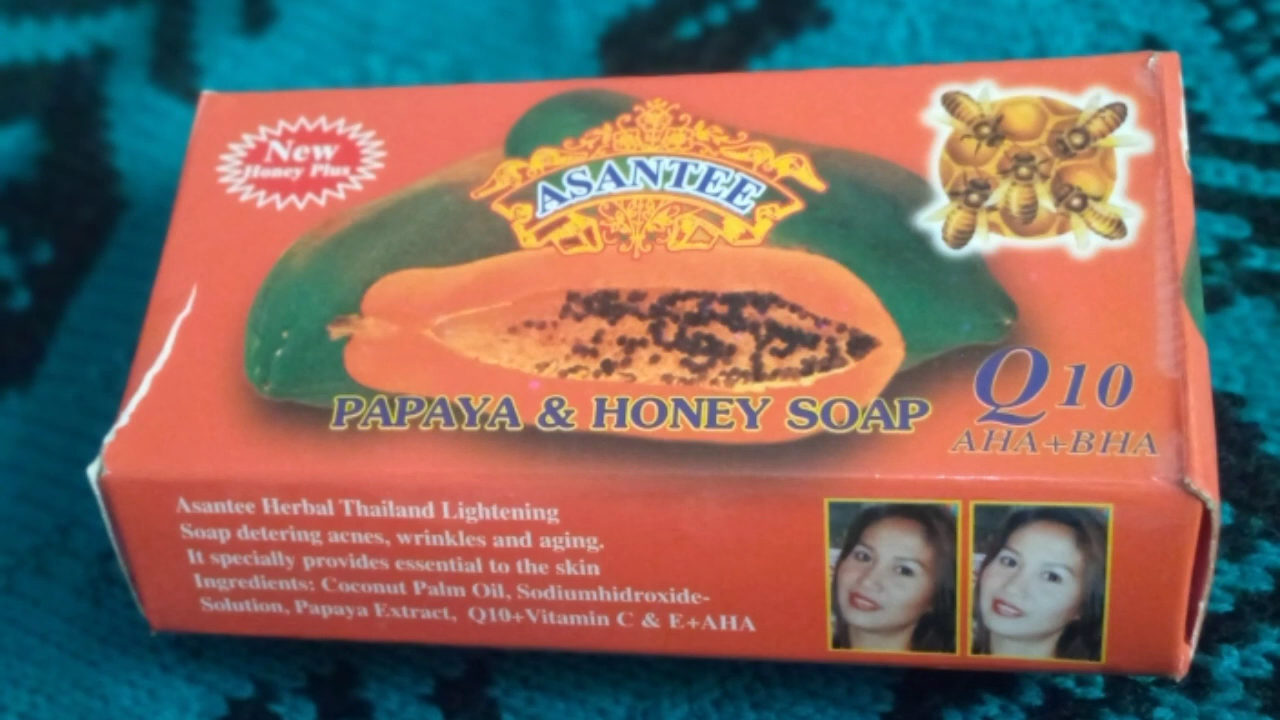 New
Honey Plus
ASANTEE
PAPAYA & HONEY SOAP
Q10
AHA+BHA
Asantee Herbal Thailand Lightening
Soap detering acnes, wrinkles and aging.
It specially provides essential to the skin
Ingredients: Coconut Palm Oil, Sodiumhidroxide-
Solution, Papaya Extract, Q10+Vitamin C & E+AHA